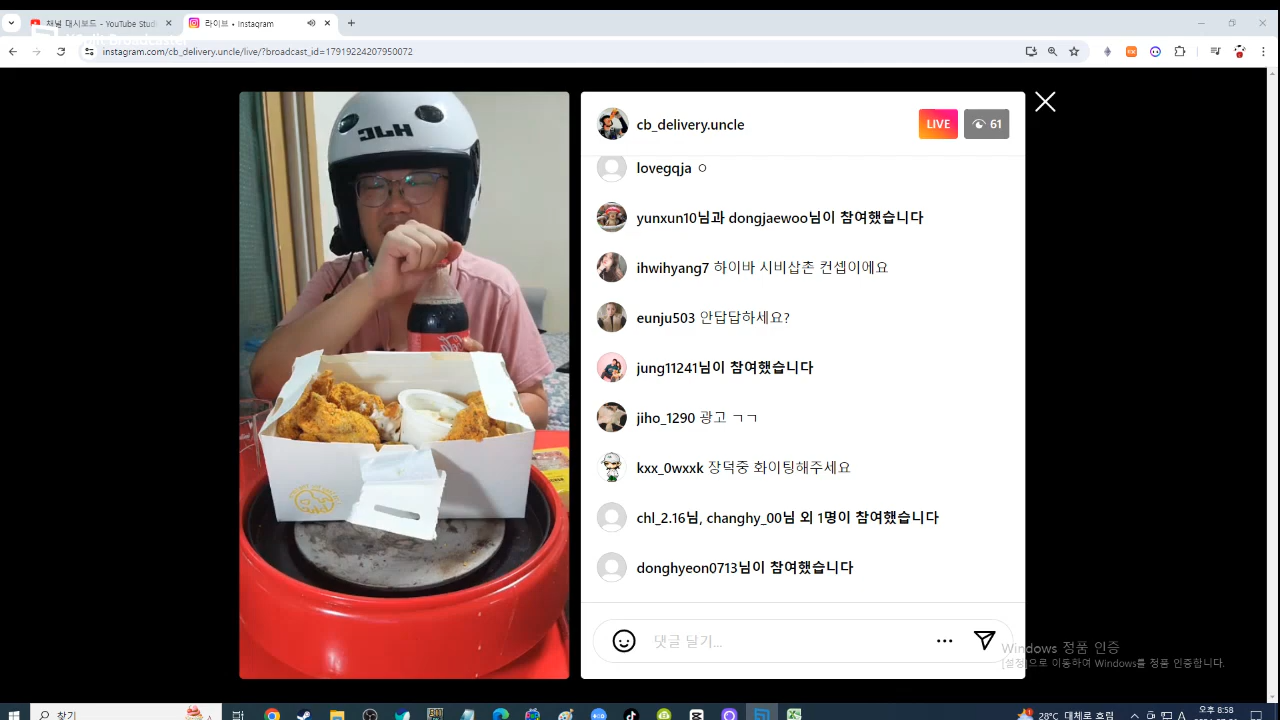 채널 대시보드 - YouTube Studi
라이브 • Instagram
XSplit Broadcaster
instagram.com/cb_delivery.uncle/live/?broadcast_id=17919224207950072
HJC
cb_delivery.uncle
LIVE
61
lovegqja ㅇ
yunxun10님과 dongjaewoo님이 참여했습니다
ihwihyang7 하이바 시비삽촌 컨셉이에요
eunju503 안답답하세요?
jung11241님이 참여했습니다
jiho_1290 광고 ㄱㄱ
kxx_0wxxk 장덕중 화이팅해주세요
chl_2.16님, changhy_00님 외 1명이 참여했습니다
donghyeon0713님이 참여했습니다
댓글 달기...
Windows 정품 인증
[설정]으로 이동하여 Windows를 정품 인증합니다.
찾기
28°C 대체로 흐림
오후 8:58